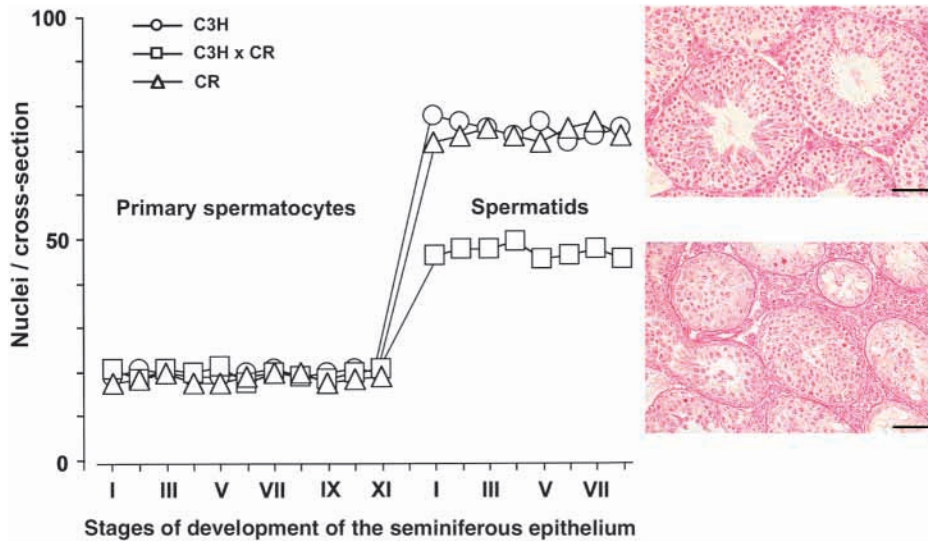 100
C3H
C3H x CR
CR
Primary spermatocytes
Spermatids
50
Nuclei / cross-section
0
I III V VII IX XI I III V VII
Stages of development of the seminiferous epithelium